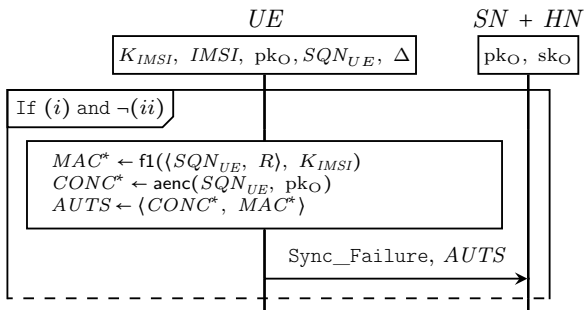 UE SN + HN
K_IMSI, IMSI, pk_O, SQN_UE, Δ pk_O, sk_O
If (i) and ¬(ii)
MAC* ← f1(⟨SQN_UE, R⟩, K_IMSI)
CONC* ← aenc(SQN_UE, pk_O)
AUTS ← ⟨CONC*, MAC*⟩
Sync_Failure, AUTS